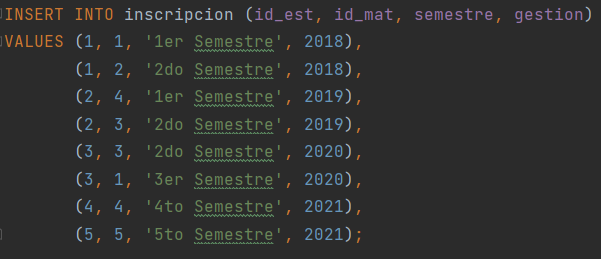 INSERT INTO inscripcion (id_est, id_mat, semestre, gestion)
VALUES (1, 1, '1er Semestre', 2018),
(1, 2, '2do Semestre', 2018),
(2, 4, '1er Semestre', 2019),
(2, 3, '2do Semestre', 2019),
(3, 3, '2do Semestre', 2020),
(3, 1, '3er Semestre', 2020),
(4, 4, '4to Semestre', 2021),
(5, 5, '5to Semestre', 2021);